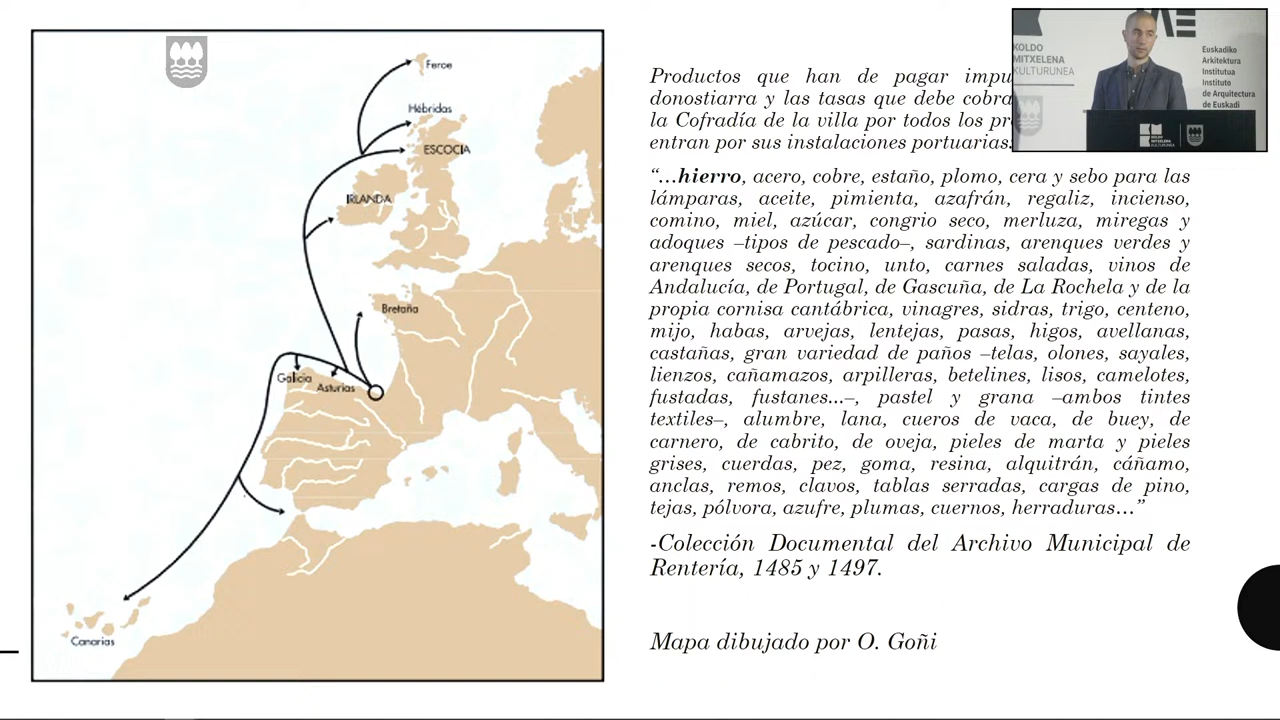 Feroe
Hébridas
ESCOCIA
IRLANDA
Bretaña
Galicia
Asturias
Canarias
Productos que han de pagar
donostiarra y las tasas que debe
la Cofradía de la villa por todos los
entran por sus instalaciones portuarias.
“…hierro, acero, cobre, estaño, plomo, cera y sebo para las
lámparas, aceite, pimienta, azafrán, regaliz, incienso,
comino, miel, azúcar, congrio seco, merluza, miregas y
adoques –tipos de pescado–, sardinas, arenques verdes y
arenques secos, tocino, unto, carnes saladas, vinos de
Andalucía, de Portugal, de Gascuña, de La Rochela y de la
propia cornisa cantábrica, vinagres, sidras, trigo, centeno,
mijo, habas, arvejas, lentejas, pasas, higos, avellanas,
castañas, gran variedad de paños –telas, olones, sayales,
lienzos, cañamazos, arpilleras, betelines, lisos, camelotes,
fustadas, fustanes...–, pastel y grana –ambos tintes
textiles–, alumbre, lana, cueros de vaca, de buey, de
carnero, de cabrito, de oveja, pieles de marta y pieles
grises, cuerdas, pez, goma, resina, alquitrán, cáñamo,
anclas, remos, clavos, tablas serradas, cargas de pino,
tejas, pólvora, azufre, plumas, cuernos, herraduras…”
-Colección Documental del Archivo Municipal de
Rentería, 1485 y 1497.
Mapa dibujado por O. Goñi
KOLDO
MITXELENA
KULTURUNEA
Euskadiko
Arkitektura
Institutua
Instituto
de Arquitectura
de Euskadi